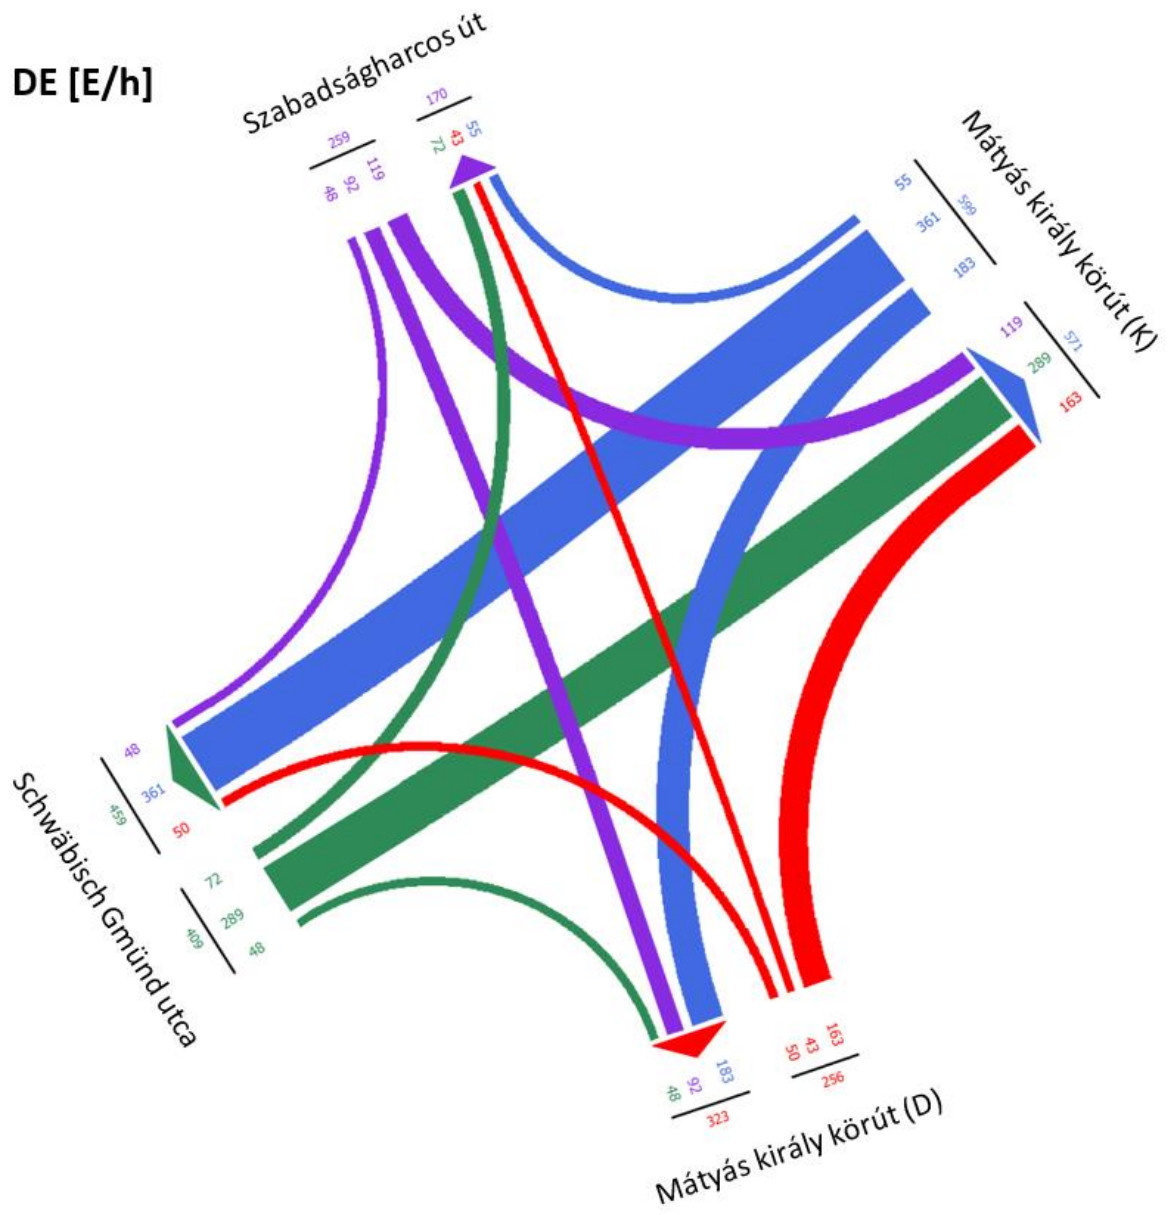 DE [E/h]
Szabadságharcos út
259
48 92 119
170
72 43 55
Mátyás király körút (K)
599
55 361 183
571
119 289 163
Schwäbisch Gmünd utca
459
48 361 50
409
72 289 48
48 92 183
323
50 43 163
256
Mátyás király körút (D)